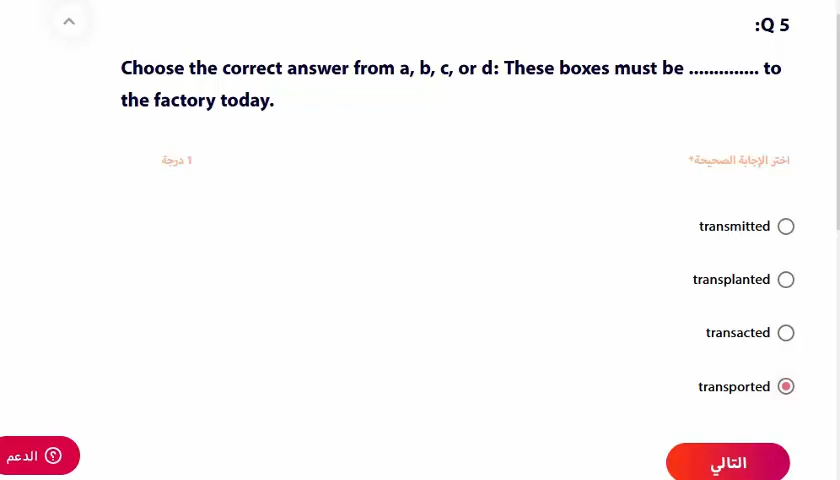 :Q 5
Choose the correct answer from a, b, c, or d: These boxes must be .............. to
the factory today.
اختر الإجابة الصحيحة*
1 درجة
transmitted
transplanted
transacted
transported
الدعم
التالي